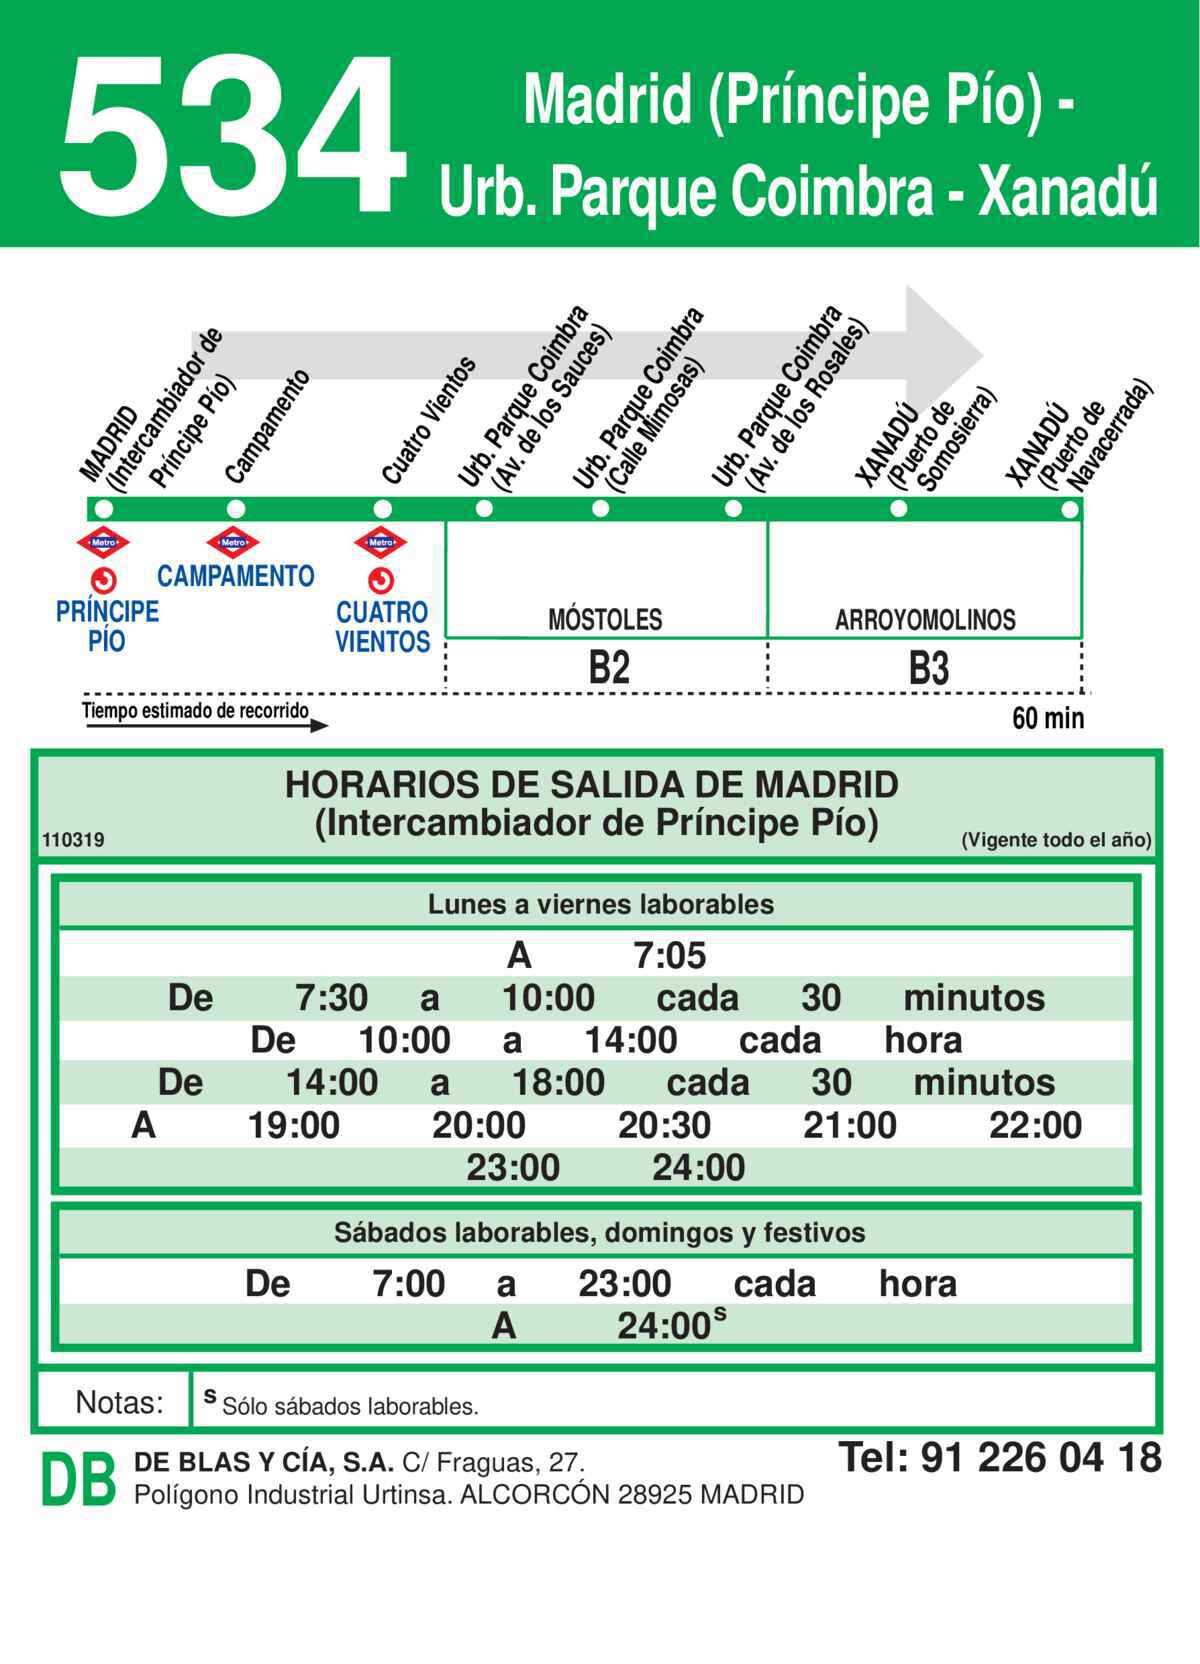 534
Madrid (Príncipe Pío) -
Urb. Parque Coimbra - Xanadú
MADRID
(Intercambiador de
Príncipe Pío)
Campamento
Cuatro Vientos
Urb. Parque Coimbra
(Av. de los Sauces)
Urb. Parque Coimbra
(Calle Mimosas)
Urb. Parque Coimbra
(Av. de los Rosales)
XANADÚ
(Puerto de
Somosierra)
XANADÚ
(Puerto de
Navacerrada)
Metro Metro Metro
PRÍNCIPE
PÍO
CAMPAMENTO
CUATRO
VIENTOS
MÓSTOLES ARROYOMOLINOS
B2 B3
Tiempo estimado de recorrido
60 min
HORARIOS DE SALIDA DE MADRID
(Intercambiador de Príncipe Pío)
110319 (Vigente todo el año)
Lunes a viernes laborables
A 7:05
De 7:30 a 10:00 cada 30 minutos
De 10:00 a 14:00 cada hora
De 14:00 a 18:00 cada 30 minutos
A 19:00 20:00 20:30 21:00 22:00
23:00 24:00
Sábados laborables, domingos y festivos
De 7:00 a 23:00 cada hora
A 24:00s
Notas: s Sólo sábados laborables.
DB
DE BLAS Y CÍA, S.A. C/ Fraguas, 27.
Polígono Industrial Urtinsa. ALCORCÓN 28925 MADRID
Tel: 91 226 04 18